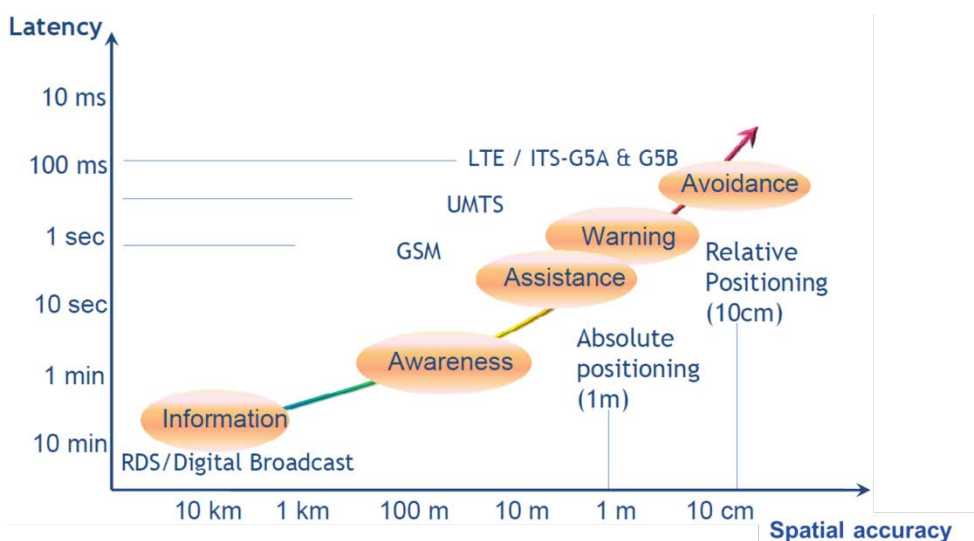 Latency
10 ms
100 ms
LTE / ITS-G5A & G5B
Avoidance
UMTS
1 sec
Warning
GSM
Relative
Positioning
(10cm)
Assistance
10 sec
Absolute
positioning
(1m)
Awareness
1 min
Information
10 min
RDS/Digital Broadcast
10 km 1 km 100 m 10 m 1 m 10 cm
Spatial accuracy